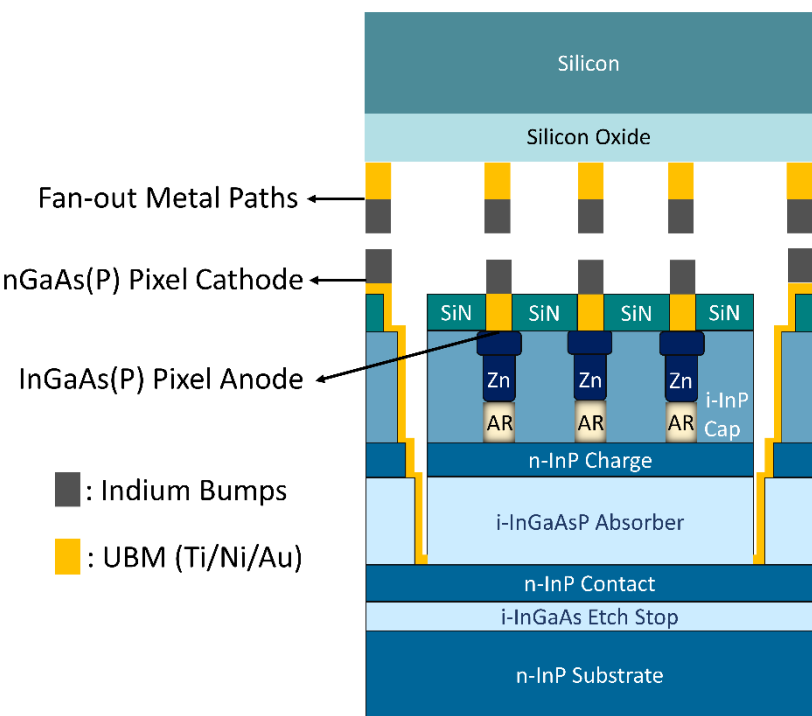 Silicon
Silicon Oxide
Fan-out Metal Paths
nGaAs(P) Pixel Cathode
SiN SiN SiN SiN
InGaAs(P) Pixel Anode
Zn Zn Zn
i-InP
Cap
AR AR AR
n-InP Charge
: Indium Bumps
i-InGaAsP Absorber
: UBM (Ti/Ni/Au)
n-InP Contact
i-InGaAs Etch Stop
n-InP Substrate